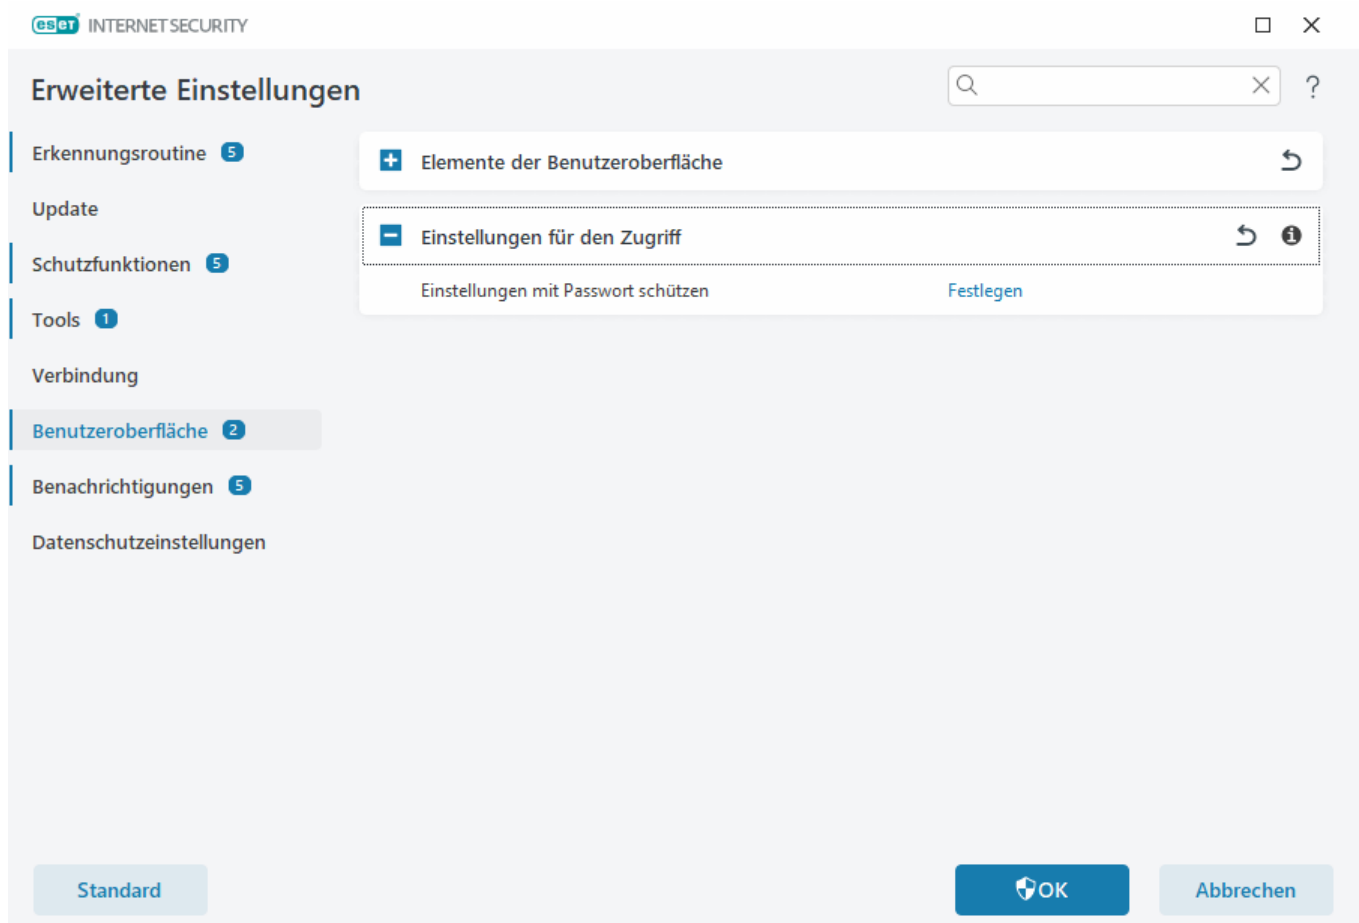 eset INTERNET SECURITY
Erweiterte Einstellungen
?
Erkennungsroutine 5
Update
Schutzfunktionen 5
Tools 1
Verbindung
Benutzeroberfläche 2
Benachrichtigungen 5
Datenschutzeinstellungen
Elemente der Benutzeroberfläche
Einstellungen für den Zugriff
Einstellungen mit Passwort schützen Festlegen
Standard
OK
Abbrechen